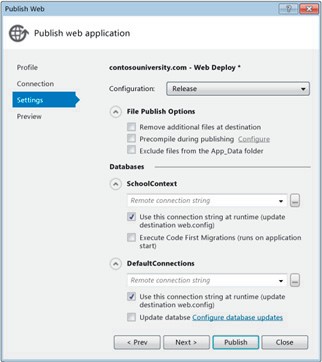 Publish Web
Publish web application
Profile
Connection
Settings
Preview
contosouniversity.com - Web Deploy *
Configuration: Release
File Publish Options
Remove additional files at destination
Precompile during publishing Configure
Exclude files from the App_Data folder
Databases
SchoolContext
Remote connection string
...
Use this connection string at runtime (update
destination web.config)
Execute Code First Migrations (runs on application
start)
DefaultConnections
Remote connection string
...
Use this connection string at runtime (update
destination web.config)
Update databse Configure database updates
< Prev Next > Publish Close